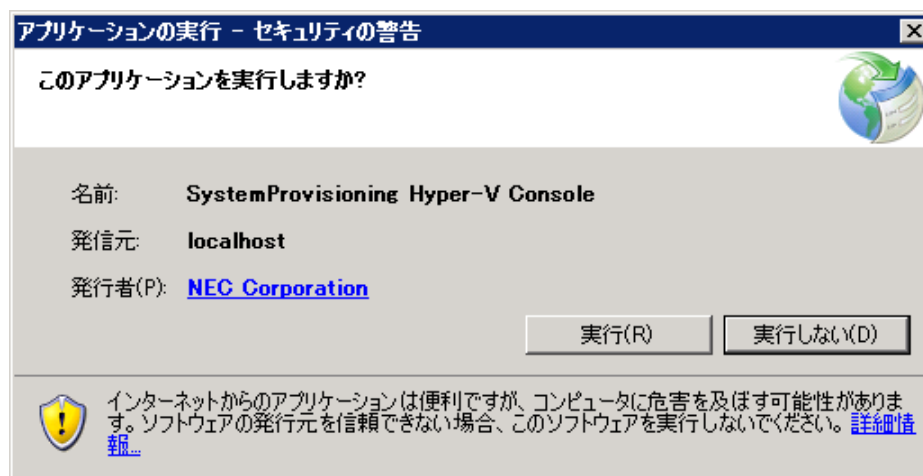 アプリケーションの実行 - セキュリティの警告
このアプリケーションを実行しますか?
名前: SystemProvisioning Hyper-V Console
発信元: localhost
発行者(P): NEC Corporation
実行(R) 実行しない(D)
インターネットからのアプリケーションは便利ですが、コンピュータに危害を及ぼす可能性がありま
す。ソフトウェアの発行元を信頼できない場合、このソフトウェアを実行しないでください。詳細情
報...